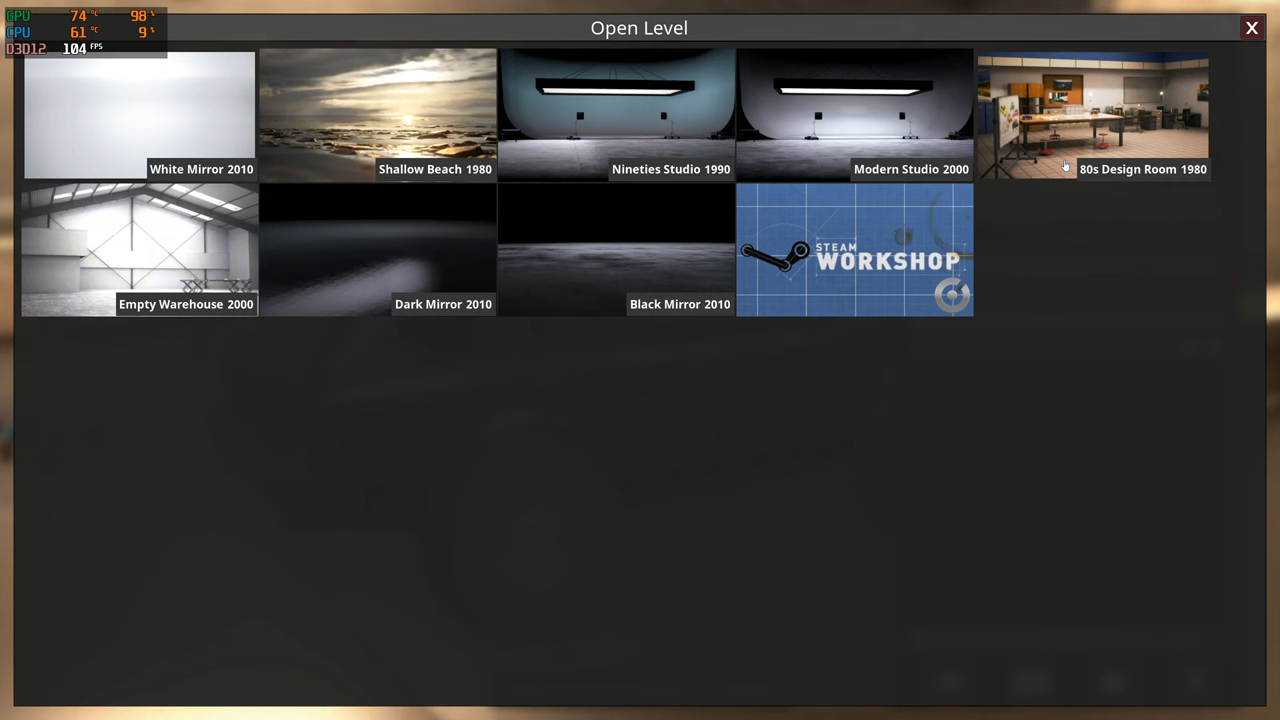 GPU 74 °C 98 %
CPU 61 °C 9 %
D3D12 104 FPS
Open Level
X
White Mirror 2010
Shallow Beach 1980
Nineties Studio 1990
Modern Studio 2000
80s Design Room 1980
Empty Warehouse 2000
Dark Mirror 2010
Black Mirror 2010
STEAM
WORKSHOP